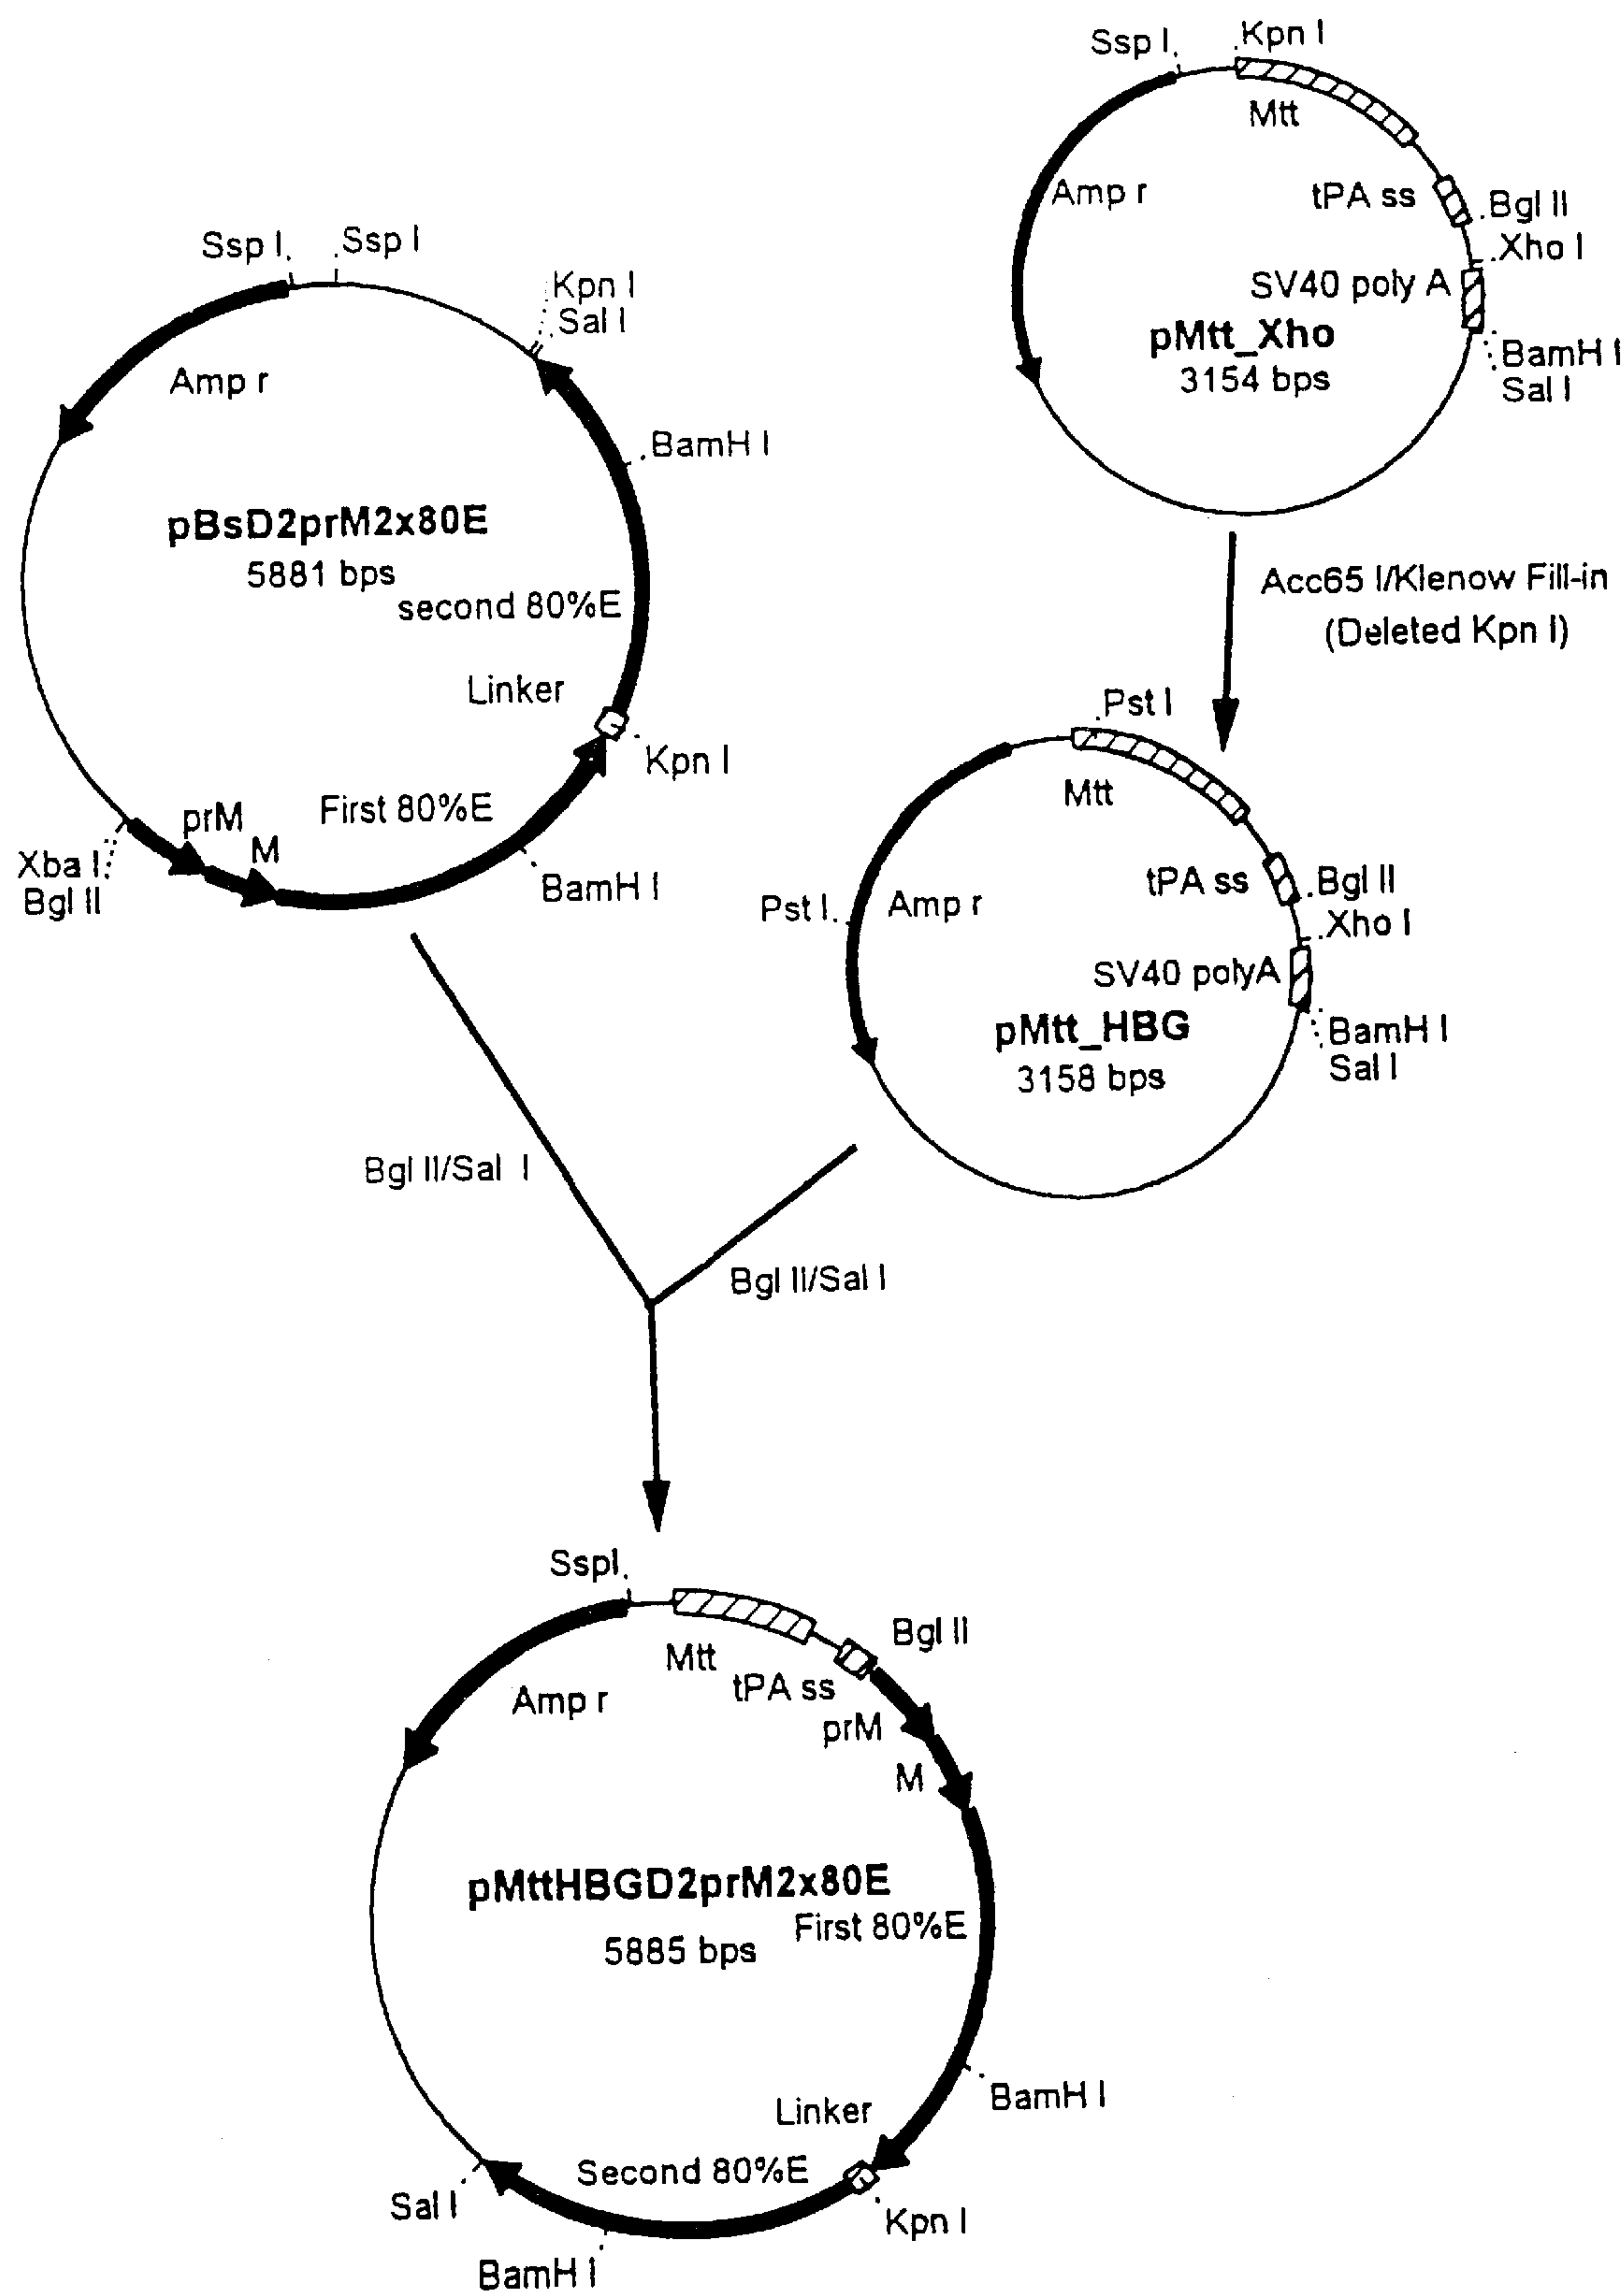 Ssp I
Kpn I
Mtt
Amp r
tPA ss
Bgl II
Xho I
SV40 poly A
pMtt_Xho
3154 bps
BamH I
Sal I
Ssp I
Ssp I
Kpn I
Sal I
Amp r
BamH I
pBsD2prM2x80E
5881 bps
second 80%E
Linker
Kpn I
First 80%E
prM
M
Xba I
Bgl II
BamH I
Acc65 I/Klenow Fill-in
(Deleted Kpn I)
Pst I
Mtt
tPA ss
Bgl II
Pst I
Amp r
Xho I
SV40 polyA
pMtt_HBG
3158 bps
BamH I
Sal I
Bgl II/Sal I
Bgl II/Sal I
SspI
Bgl II
Mtt
tPA ss
Amp r
prM
M
pMttHBGD2prM2x80E
First 80%E
5885 bps
BamH I
Linker
Second 80%E
Sal I
Kpn I
BamH I